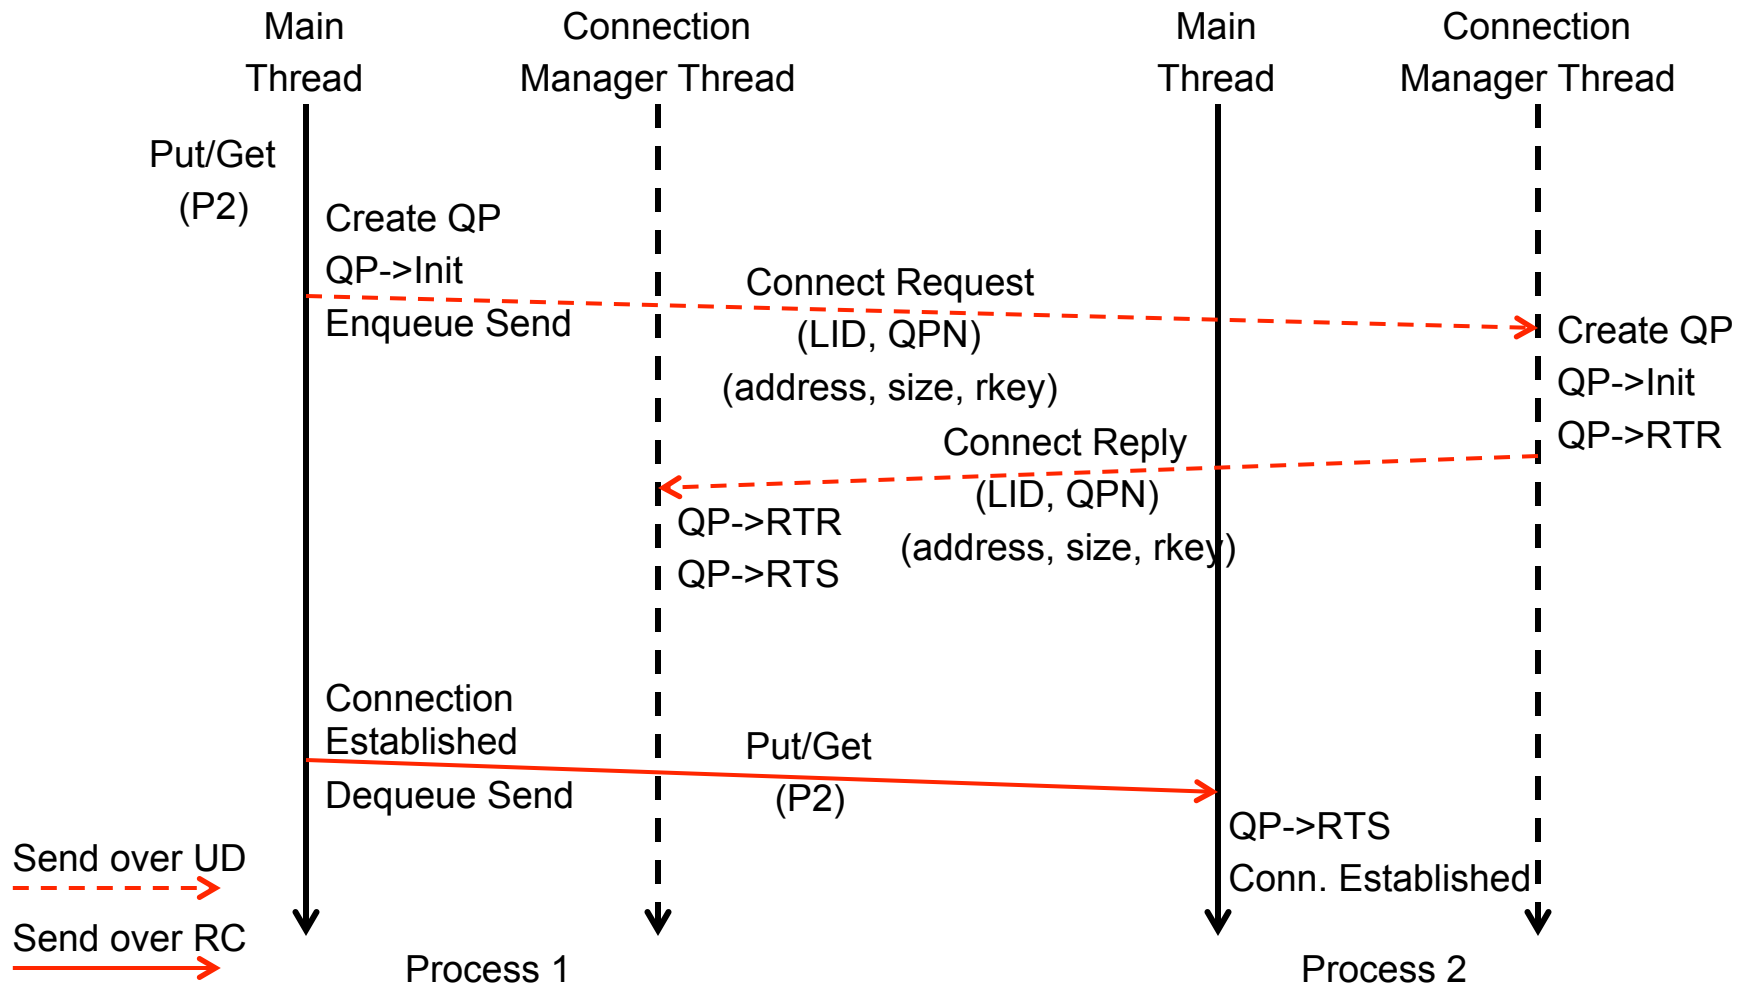 Main
Thread
Connection
Manager Thread
Main
Thread
Connection
Manager Thread
Put/Get
(P2)
Create QP
QP->Init
Enqueue Send
Connect Request
(LID, QPN)
(address, size, rkey)
Create QP
QP->Init
QP->RTR
Connect Reply
(LID, QPN)
(address, size, rkey)
QP->RTR
QP->RTS
Connection
Established
Dequeue Send
Put/Get
(P2)
QP->RTS
Conn. Established
Send over UD
Send over RC
Process 1
Process 2